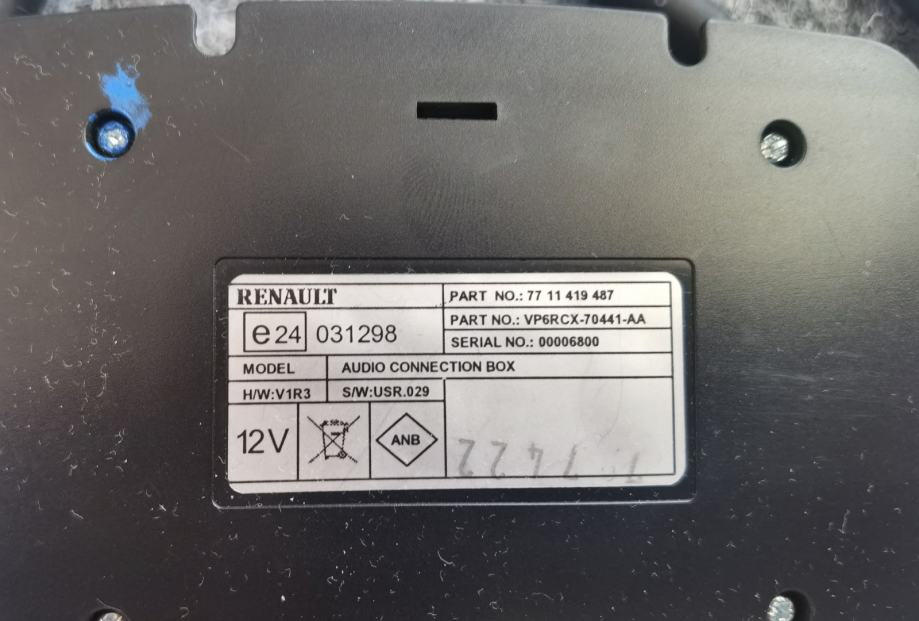 RENAULT
PART NO.: 77 11 419 487
e24 031298
PART NO.: VP6RCX-70441-AA
SERIAL NO.: 00006800
MODEL AUDIO CONNECTION BOX
H/W:V1R3 S/W:USR.029
12V
ANB